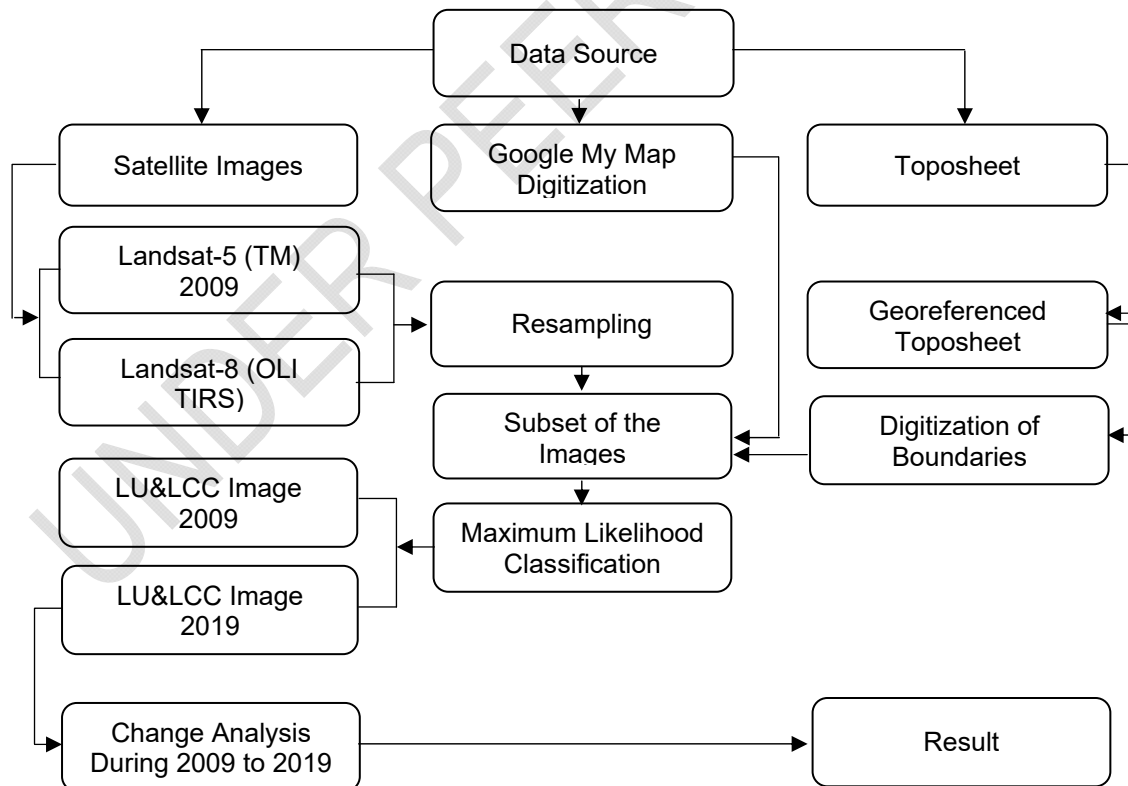 Data Source
Satellite Images
Google My Map
Digitization
Toposheet
Landsat-5 (TM)
2009
Landsat-8 (OLI
TIRS)
Resampling
Georeferenced
Toposheet
Subset of the
Images
Digitization of
Boundaries
LU&LCC Image
2009
Maximum Likelihood
Classification
LU&LCC Image
2019
Change Analysis
During 2009 to 2019
Result
UNDER PEER